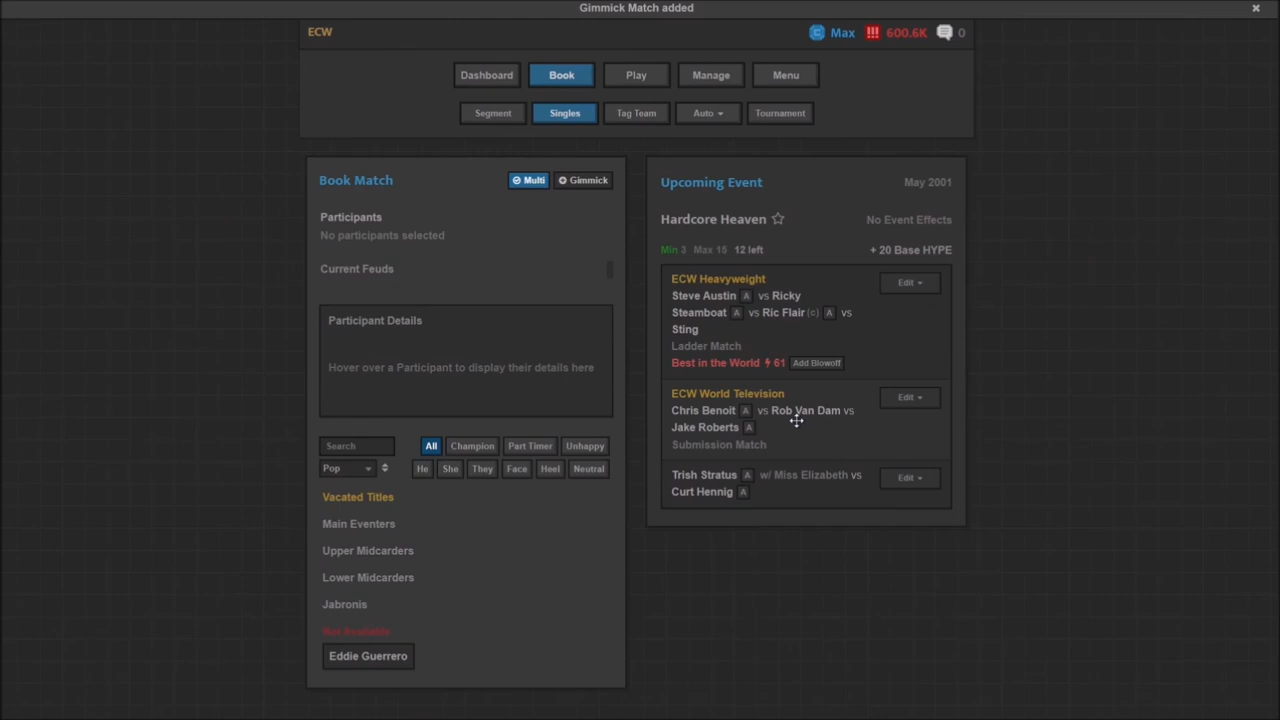 Gimmick Match added
ECW
Max 600.6K 0
Dashboard Book Play Manage Menu
Segment Singles Tag Team Auto Tournament
Book Match
Multi Gimmick
Participants
No participants selected
Current Feuds
Participant Details
Hover over a Participant to display their details here
Search All Champion Part Timer Unhappy
Pop He She They Face Heel Neutral
Vacated Titles
Main Eventers
Upper Midcarders
Lower Midcarders
Jabronis
Not Available
Eddie Guerrero
Upcoming Event May 2001
Hardcore Heaven No Event Effects
Min 3 Max 15 12 left + 20 Base HYPE
ECW Heavyweight Edit
Steve Austin A vs Ricky
Steamboat A vs Ric Flair (c) A vs
Sting
Ladder Match
Best in the World 61 Add Blowoff
ECW World Television Edit
Chris Benoit A vs Rob Van Dam vs
Jake Roberts A
Submission Match
Trish Stratus A w/ Miss Elizabeth vs Edit
Curt Hennig A